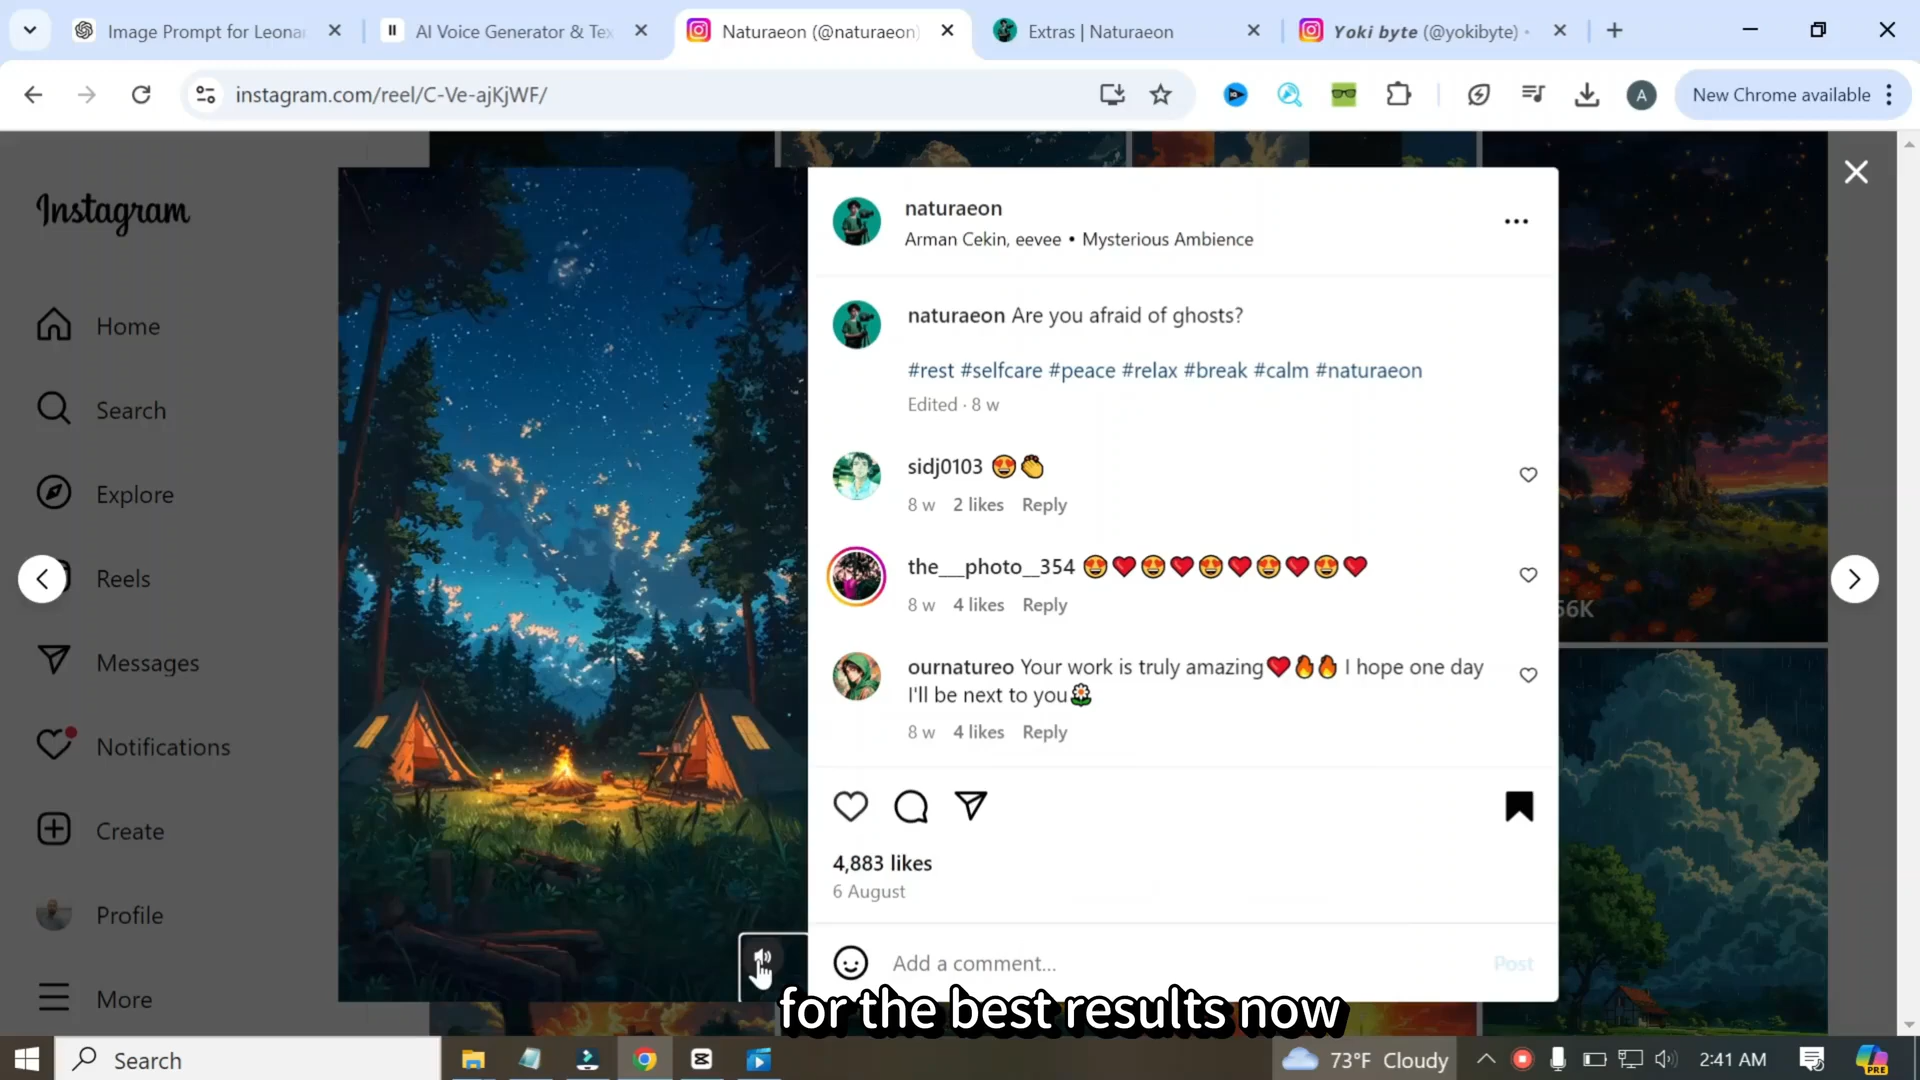 Image Prompt for Leonar
AI Voice Generator & Tex
Naturaeon (@naturaeon)
Extras | Naturaeon
Yoki byte (@yokibyte) •
instagram.com/reel/C-Ve-ajKjWF/
A
New Chrome available
Instagram
Home
Search
Explore
Reels
Messages
Notifications
Create
Profile
More
naturaeon
Arman Cekin, eevee • Mysterious Ambience
naturaeon Are you afraid of ghosts?
#rest #selfcare #peace #relax #break #calm #naturaeon
Edited · 8 w
sidj0103 😍👏
8 w 2 likes Reply
the___photo__354 😍❤️😍❤️😍❤️😍❤️😍❤️
8 w 4 likes Reply
ournatureo Your work is truly amazing❤️🔥🔥 I hope one day
I'll be next to you🌼
8 w 4 likes Reply
4,883 likes
6 August
Add a comment...
Post
56K
for the best results now
Search
73°F Cloudy
2:41 AM
PRE